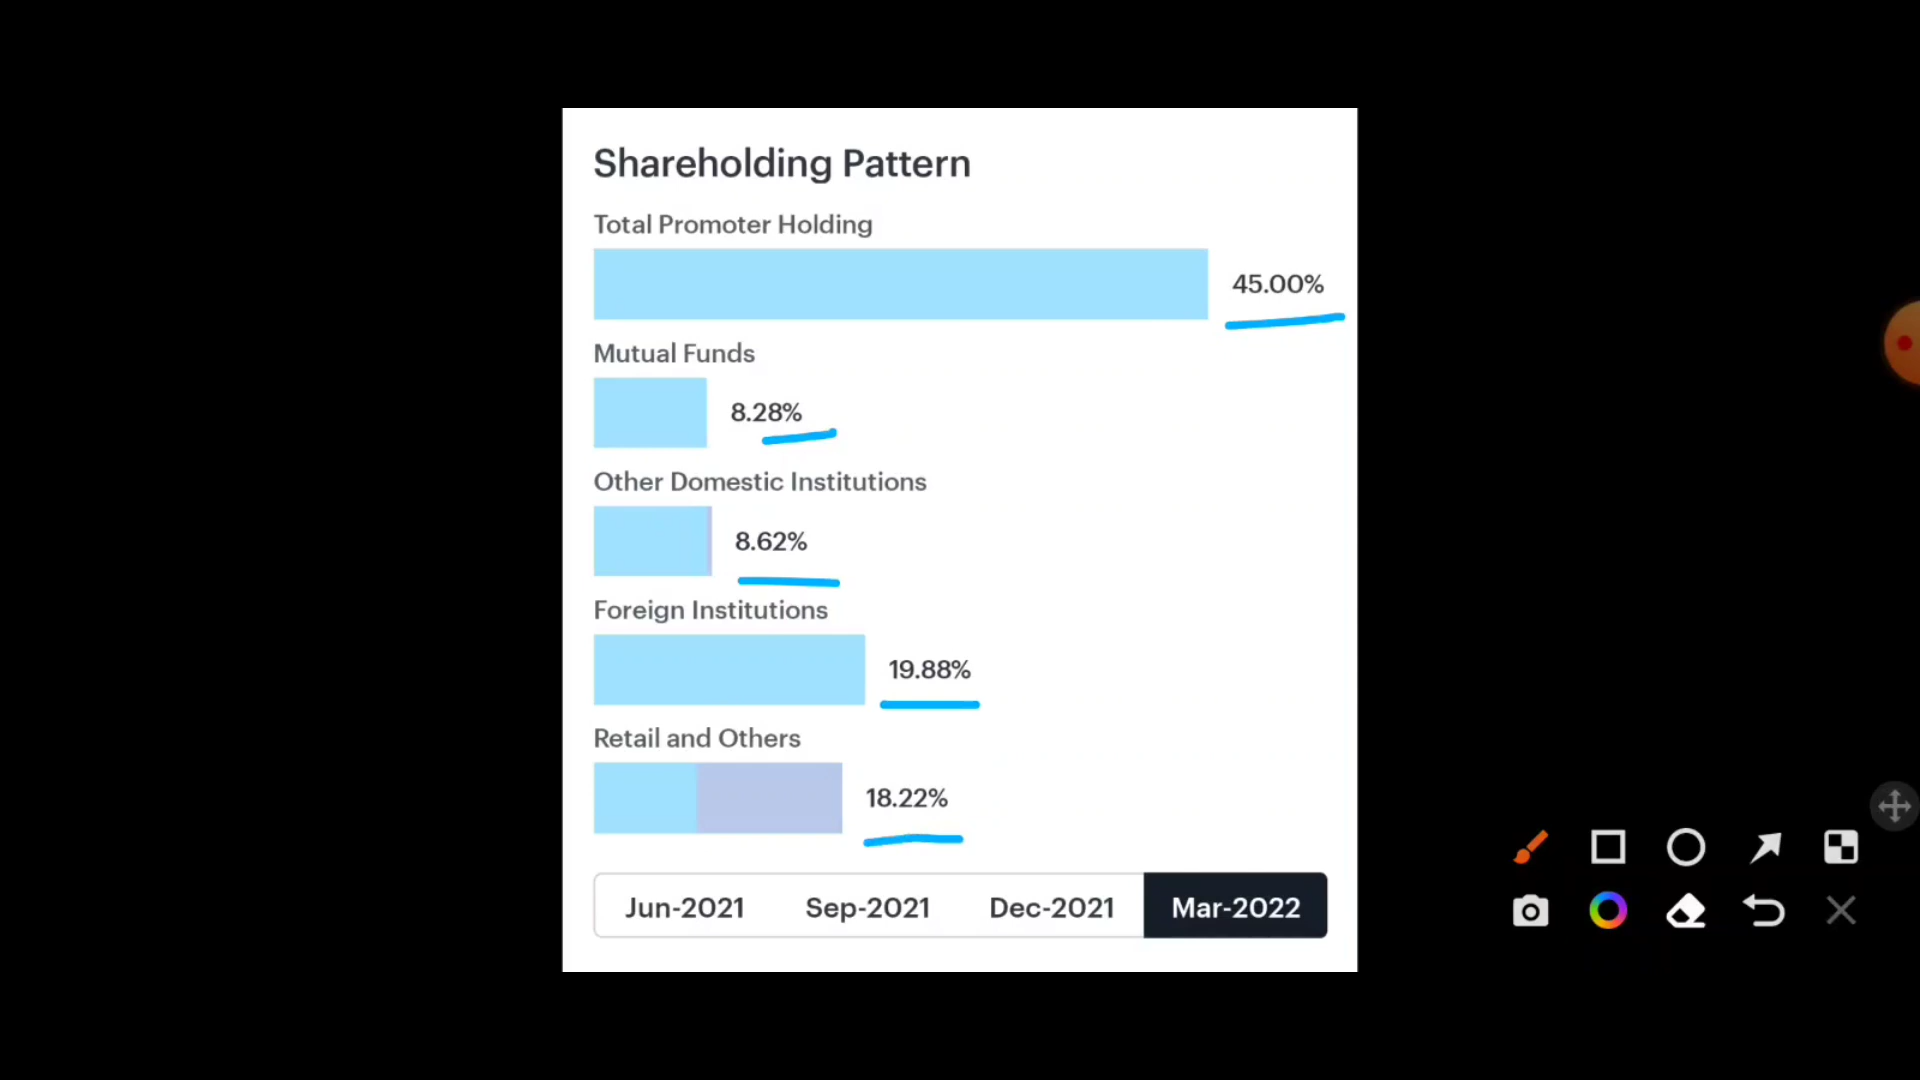 Shareholding Pattern
Total Promoter Holding
45.00%
Mutual Funds
8.28%
Other Domestic Institutions
8.62%
Foreign Institutions
19.88%
Retail and Others
18.22%
Jun-2021 Sep-2021 Dec-2021 Mar-2022